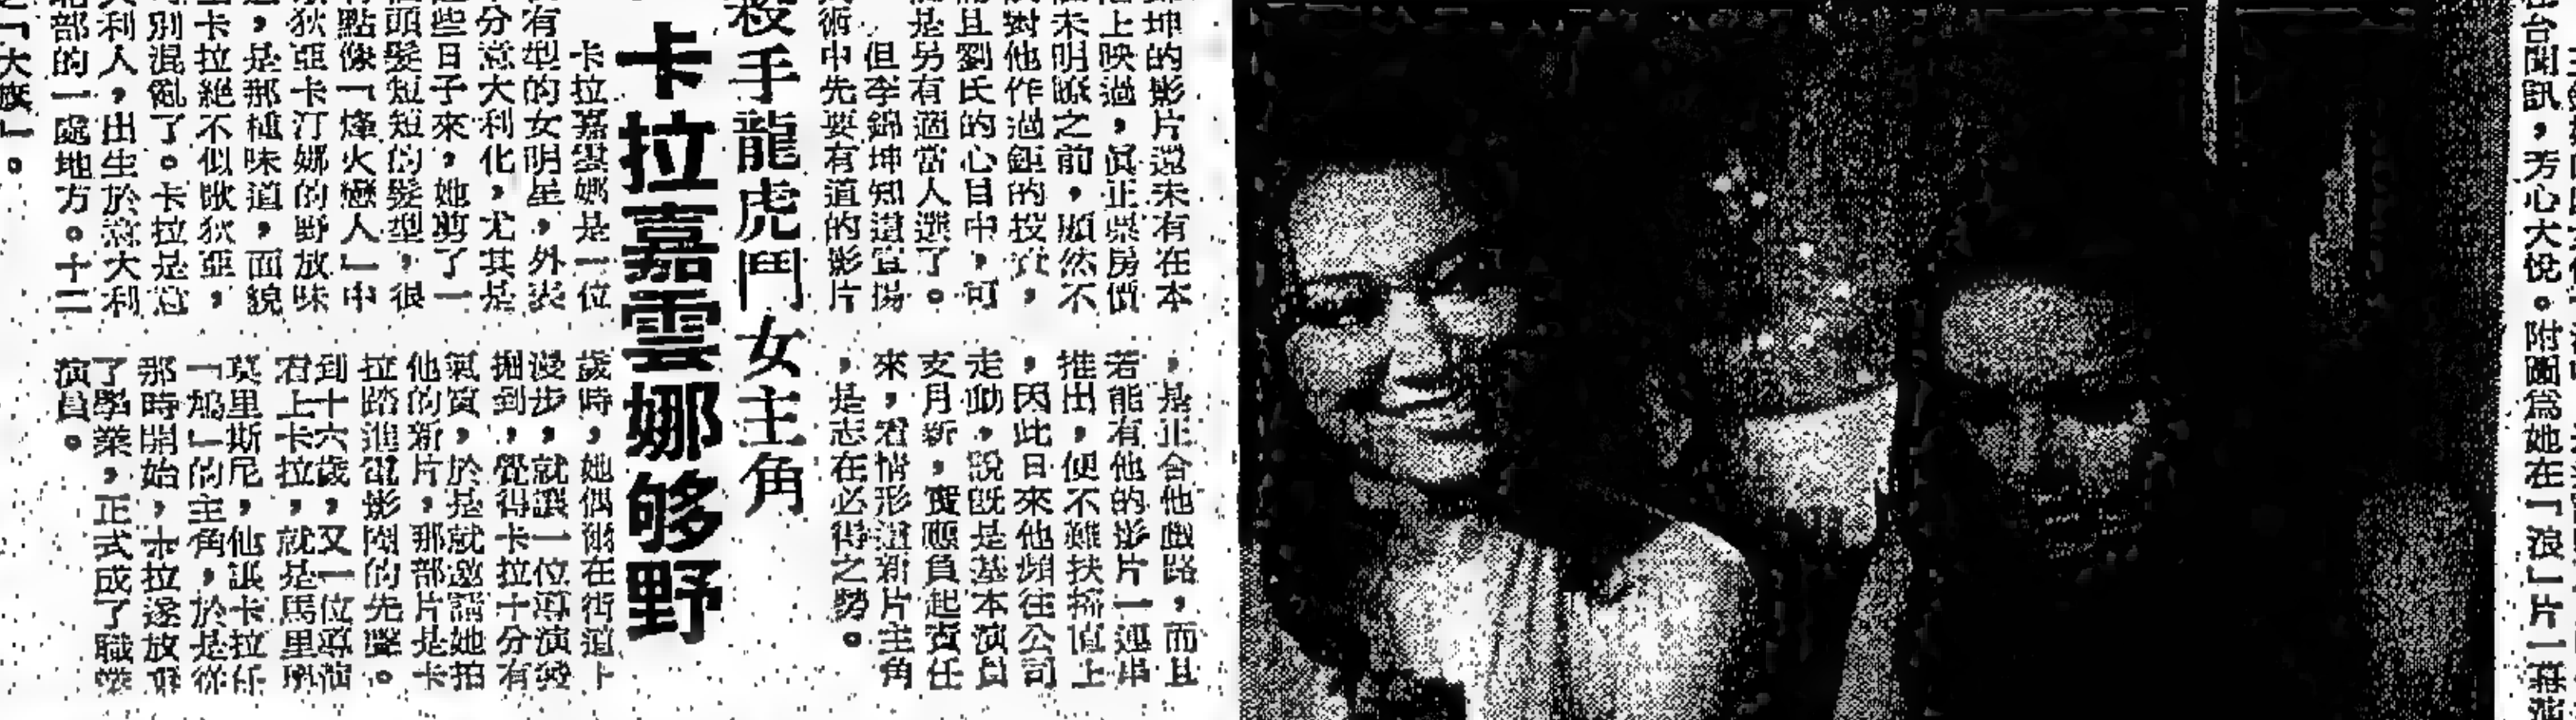 在台聞訊，芳心大悅。附圖爲她在「浪」片一幕演
坤的影片還未有在本
上映過，眞正票房價
未明瞭之前，顯然不
對他作過鉅的投資，
且劉氏的心目中，可
是另有適當人選了。
但李錦坤知道宣揚
術中先要有道的影片
，是正合他戲路，而且
若能有他的影片一連串
推出，便不難扶搖直上
，因此日來他頻往公司
走動，說旣是基本演員
支月薪，實應負起責任
來，看情形這新片主角
，是志在必得之勢。
殺手龍虎鬥女主角
卡拉嘉雲娜够野
卡拉嘉雲娜是一位
有型的女明星，外表
分意大利化，尤其是
些日子來，她剪了一
頭髮短短的髮型，很
點像「烽火戀人」中
狄亞卡汀娜的野放味
，是那種味道，面貌
卡拉絕不似歌狄亞，
別混亂了。卡拉是意
利人，出生於意大利
部的一處地方。十二
歲時，她偶爾在街道上
漫步，就讓一位導演發
掘到，覺得卡拉十分有
氣質，於是就邀請她拍
他的新片，那部片是卡
拉踏進電影圈的先聲。
到十六歲，又一位導演
看上卡拉，就是馬里
莫里斯尼，他讓卡拉任
「鳩」的主角，於是從
那時開始，卡拉遂放棄
了學業，正式成了職業
演員。
「大族」。